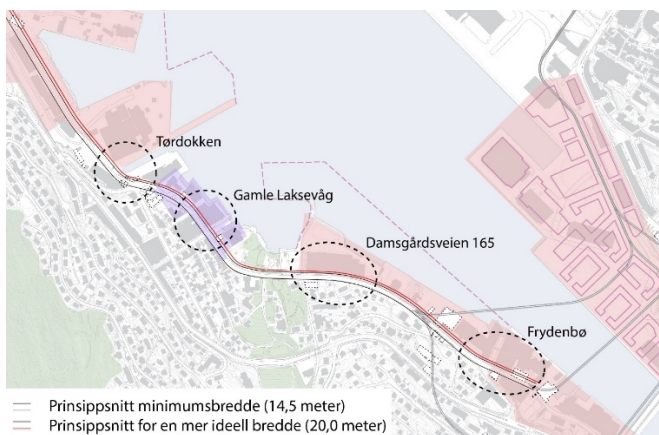 Tørdokken
Gamle Laksevåg
Damsgårdsveien 165
Frydenbø
Prinsippsnitt minimumsbredde (14,5 meter)
Prinsippsnitt for en mer ideell bredde (20,0 meter)